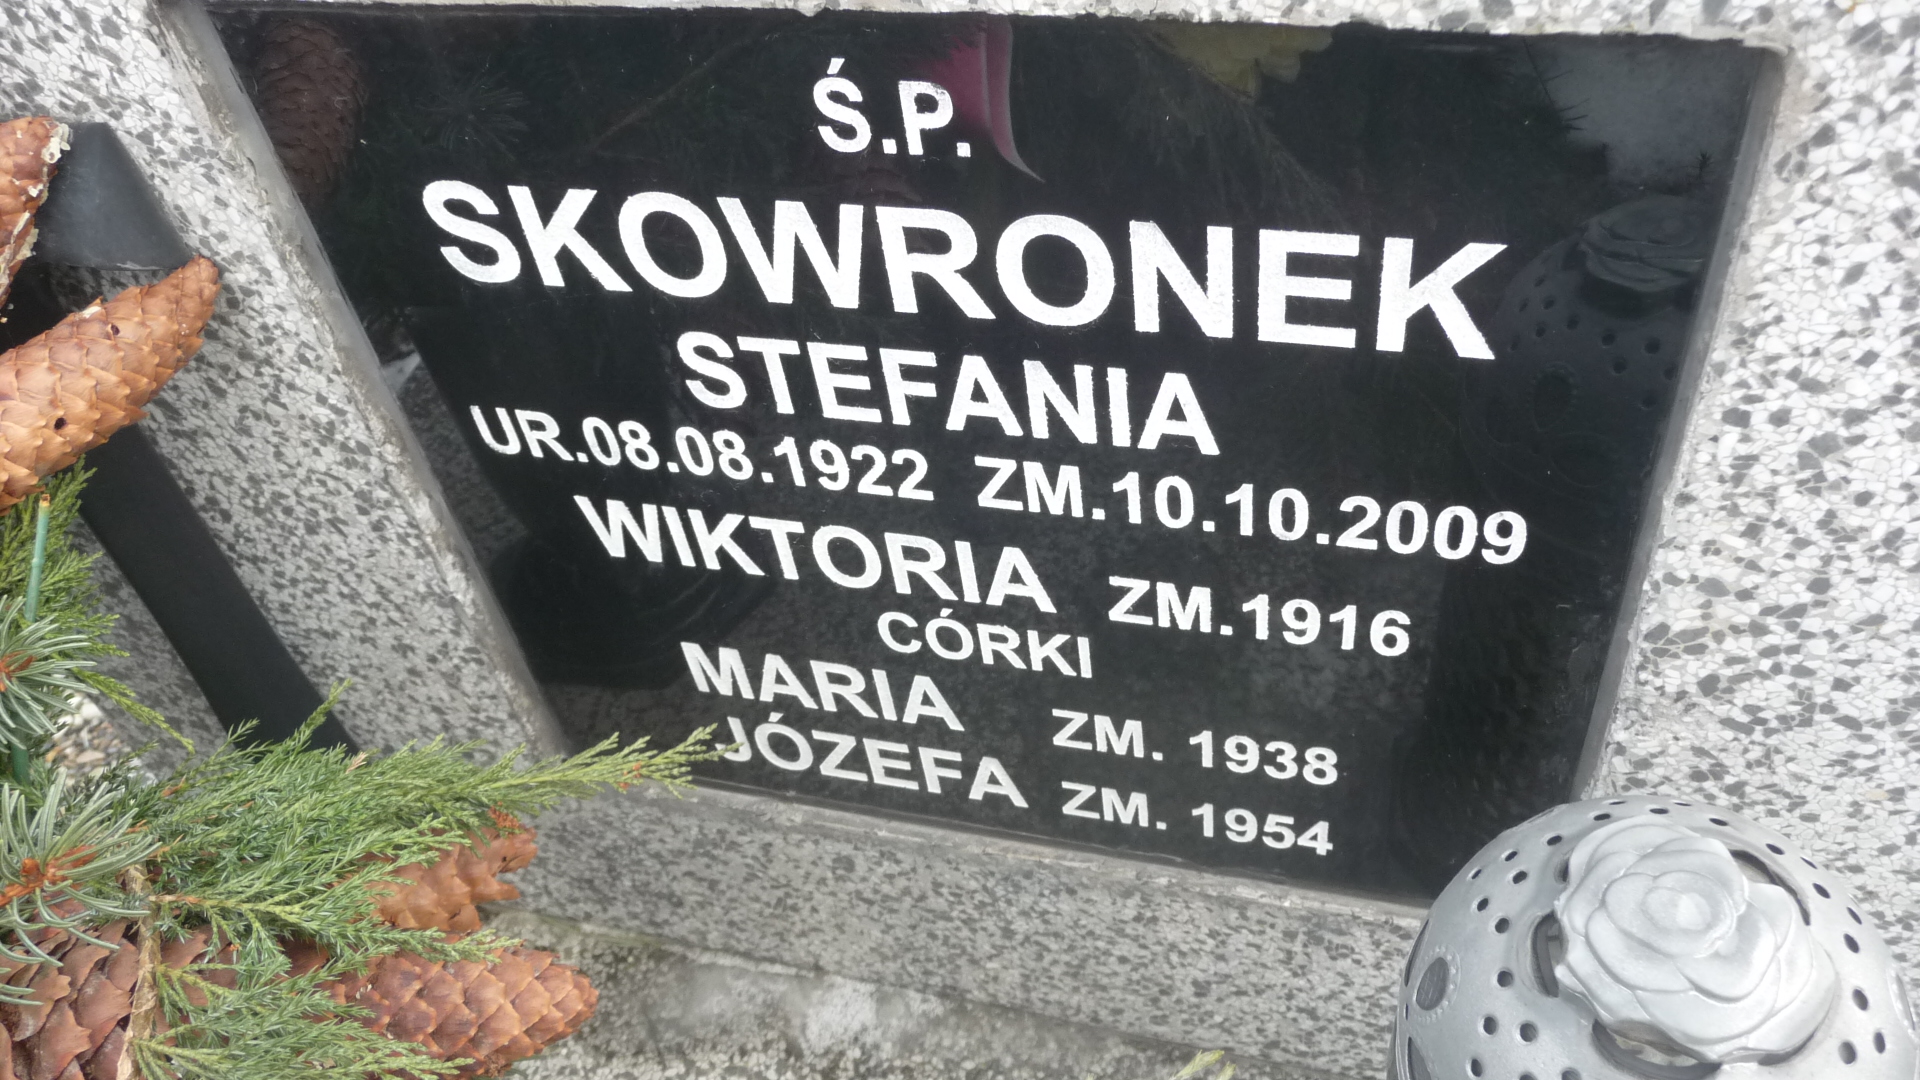 Ś.P.
SKOWRONEK
STEFANIA
UR.08.08.1922 ZM.10.10.2009
WIKTORIA ZM.1916
CÓRKI
MARIA ZM. 1938
JÓZEFA ZM. 1954